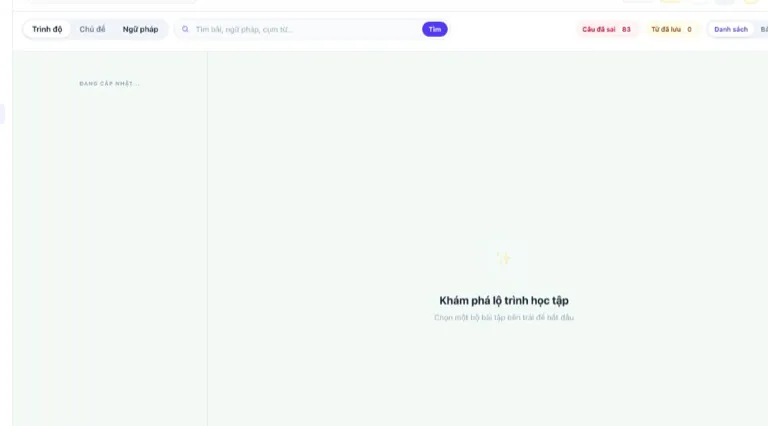 Trình độ Chủ đề Ngữ pháp Tìm bài, ngữ pháp, cụm từ... Tìm Câu đã sai 83 Từ đã lưu 0 Danh sách
ĐANG CẬP NHẬT...
Khám phá lộ trình học tập
Chọn một bộ bài tập bên trái để bắt đầu